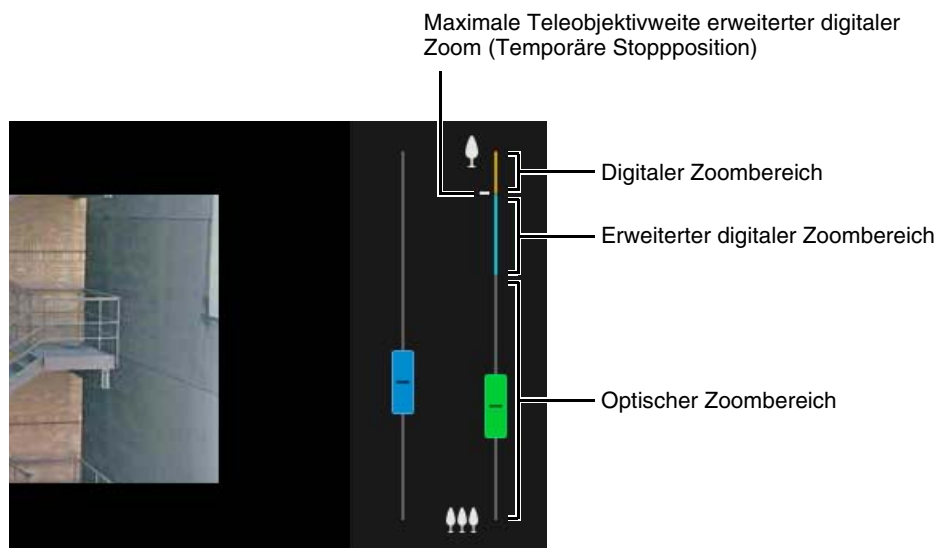 Maximale Teleobjektivweite erweiterter digitaler
Zoom (Temporäre Stoppposition)
Digitaler Zoombereich
Erweiterter digitaler Zoombereich
Optischer Zoombereich